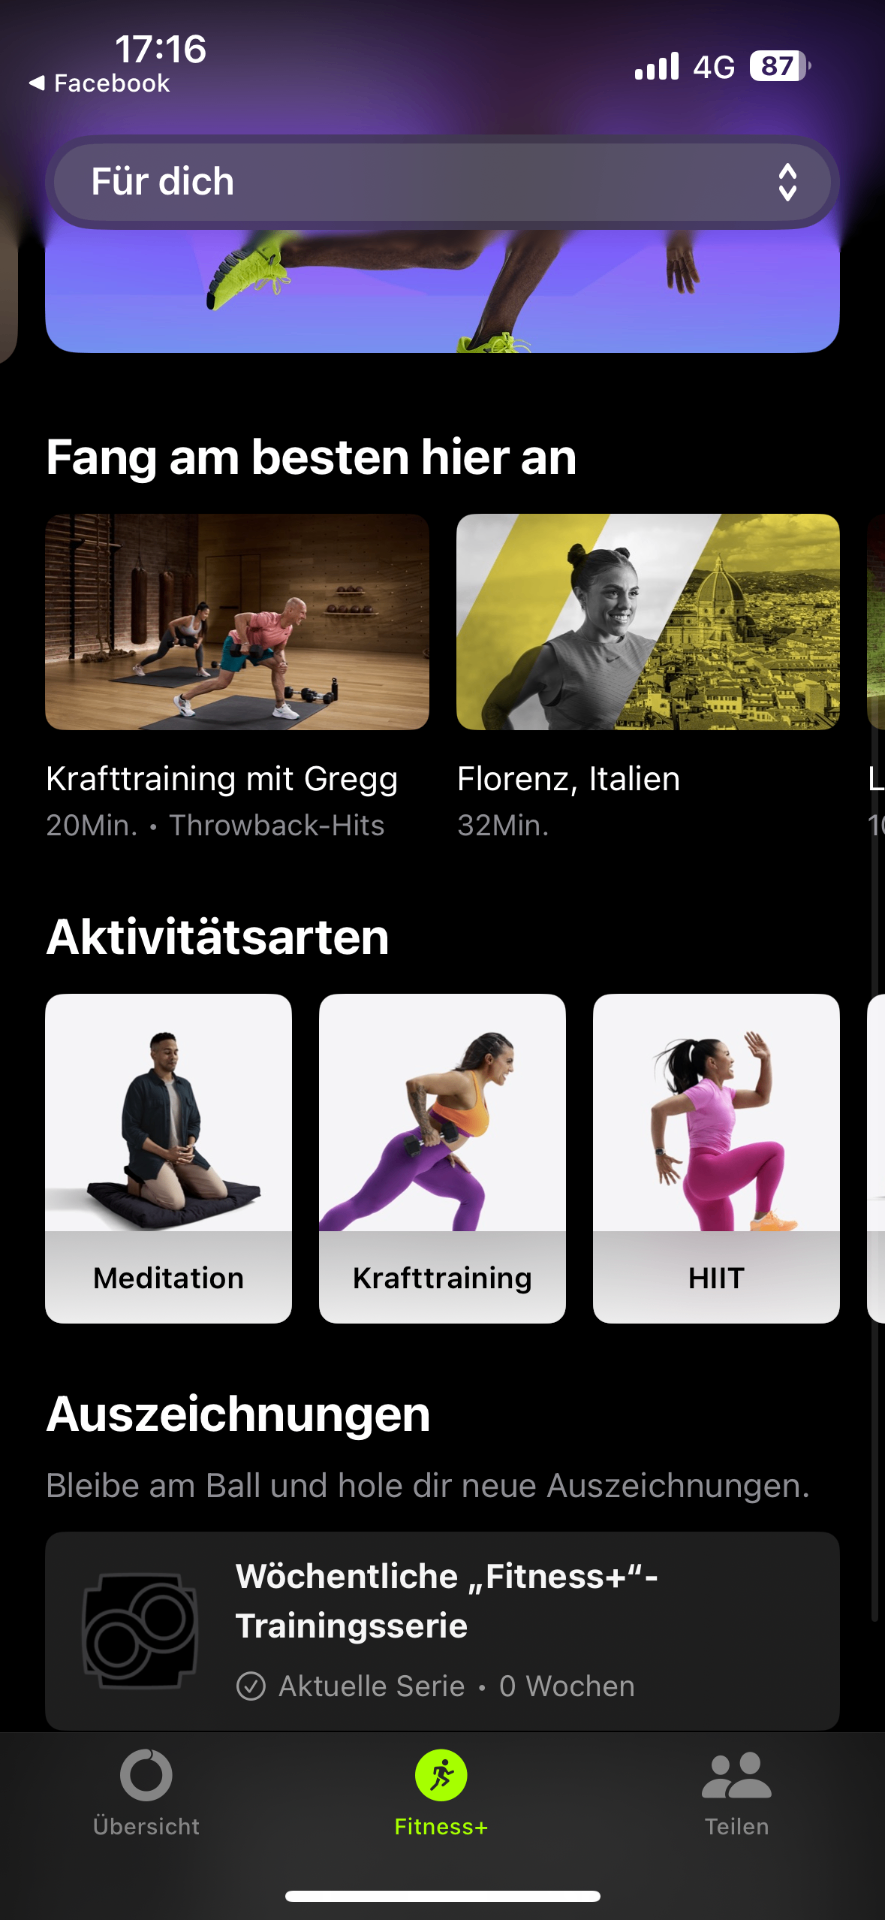 17:16
◀ Facebook
4G
87
Für dich
Fang am besten hier an
Krafttraining mit Gregg
20Min. • Throwback-Hits
Florenz, Italien
32Min.
Aktivitätsarten
Meditation
Krafttraining
HIIT
Auszeichnungen
Bleibe am Ball und hole dir neue Auszeichnungen.
Wöchentliche „Fitness+“-
Trainingsserie
Aktuelle Serie • 0 Wochen
Übersicht
Fitness+
Teilen